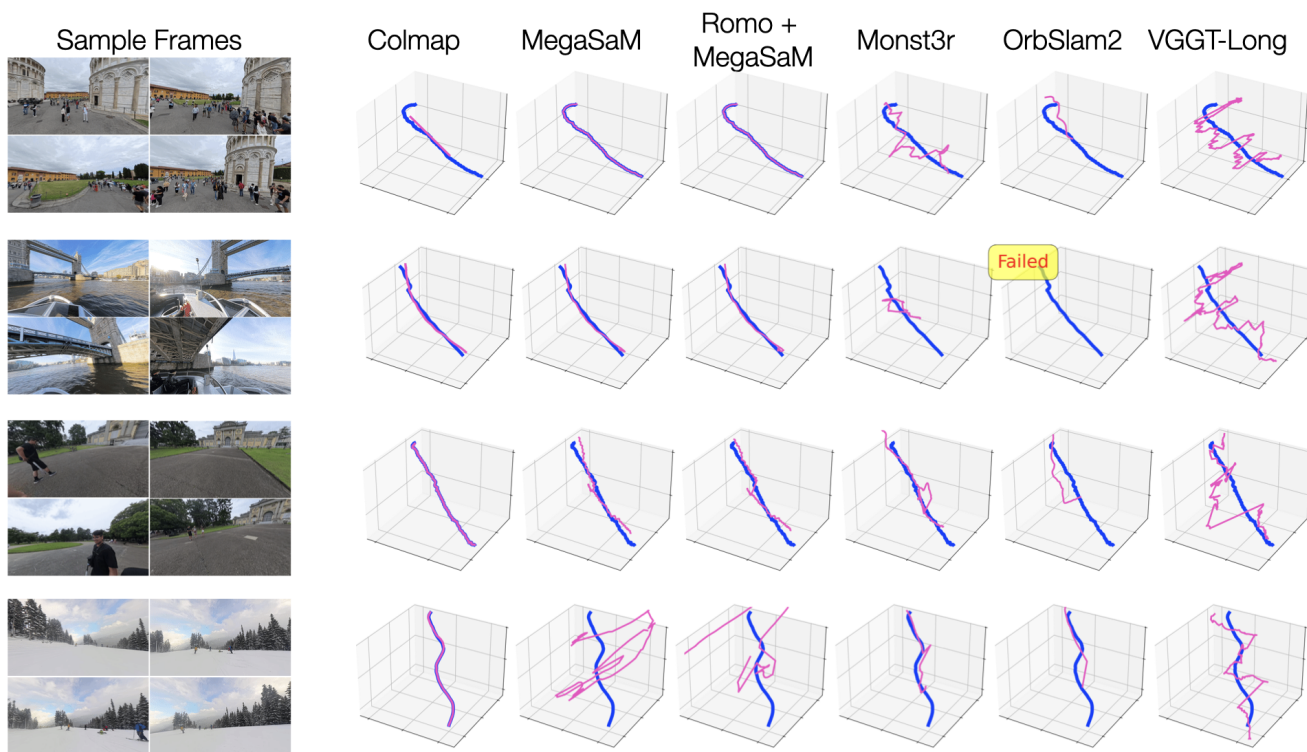 Sample Frames
Colmap
MegaSaM
Romo +
MegaSaM
Monst3r
OrbSlam2
VGGT-Long
Failed